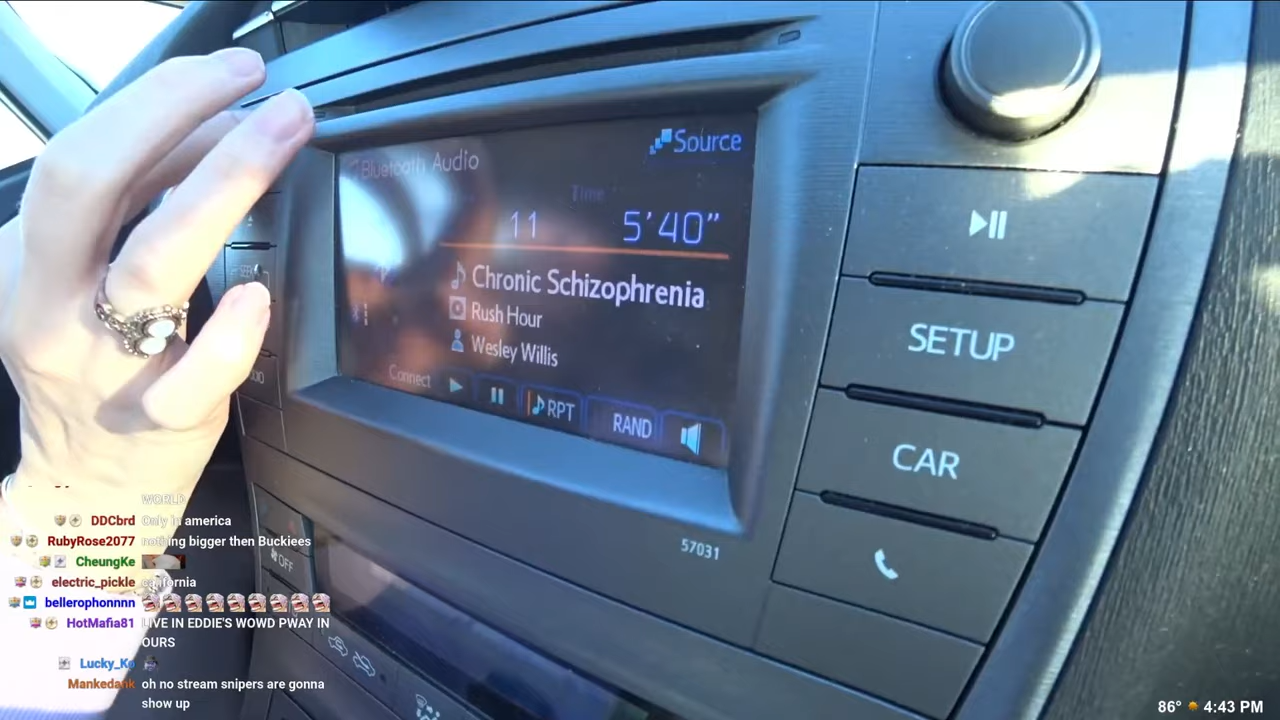 Bluetooth Audio
Source
Time
11 5'40"
Chronic Schizophrenia
Rush Hour
Wesley Willis
Connect
RPT
RAND
SETUP
CAR
57031
OFF
WORLD
DDCbrd Only in america
RubyRose2077 nothing bigger then Buckiees
CheungKe
electric_pickle california
bellerophonnnn
HotMafia81 LIVE IN EDDIE'S WOWD PWAY IN
OURS
Lucky_Ko
Mankedank oh no stream snipers are gonna
show up
86° 4:43 PM